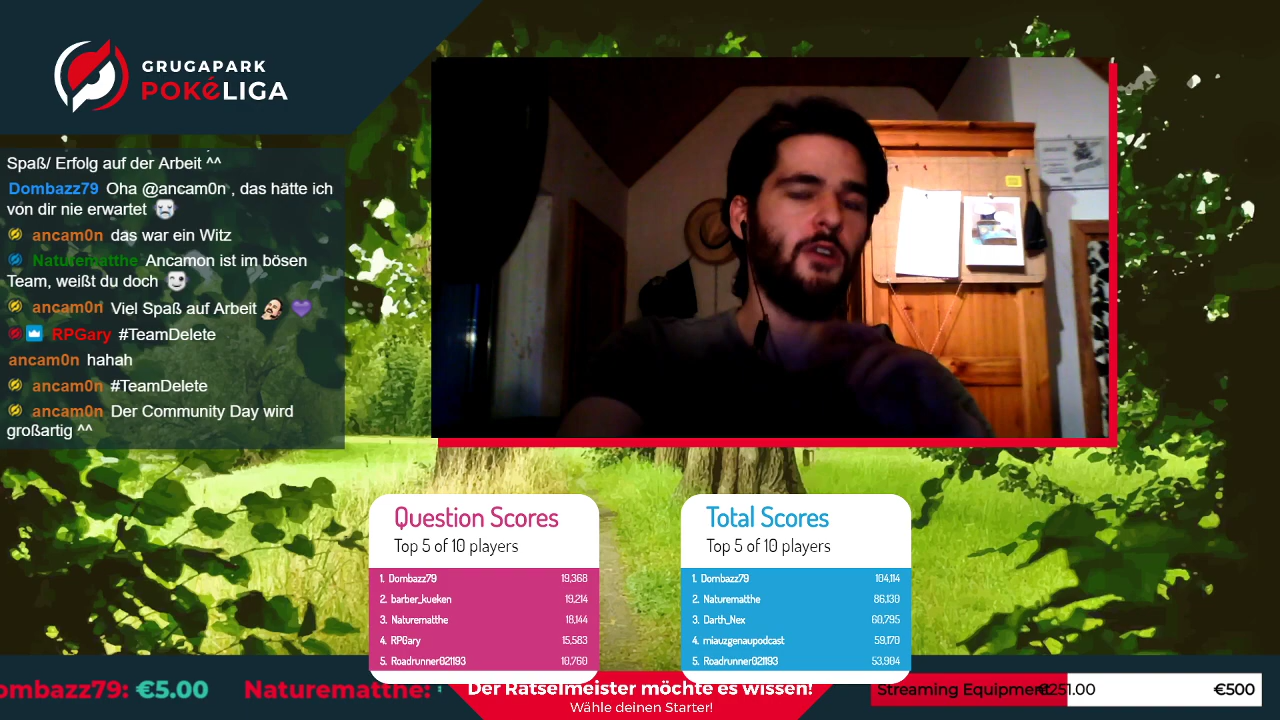 GRUGAPARK
POKéLIGA
Spaß/ Erfolg auf der Arbeit ^^
Dombazz79 Oha @ancam0n , das hätte ich
von dir nie erwartet
ancam0n das war ein Witz
Naturematthe Ancamon ist im bösen
Team, weißt du doch
ancam0n Viel Spaß auf Arbeit
RPGary #TeamDelete
ancam0n hahah
ancam0n #TeamDelete
ancam0n Der Community Day wird
großartig ^^
Question Scores
Top 5 of 10 players
1. Dombazz79 19,368
2. barber_kueken 19,214
3. Naturematthe 18,144
4. RPGary 15,583
5. Roadrunner021193 10,760
Total Scores
Top 5 of 10 players
1. Dombazz79 104,114
2. Naturematthe 86,130
3. Darth_Nex 60,795
4. miauzgenaupodcast 59,170
5. Roadrunner021193 53,904
ombazz79: €5.00 Naturematthe:
Der Rätselmeister möchte es wissen!
Wähle deinen Starter!
Streaming Equipment €251.00 €500